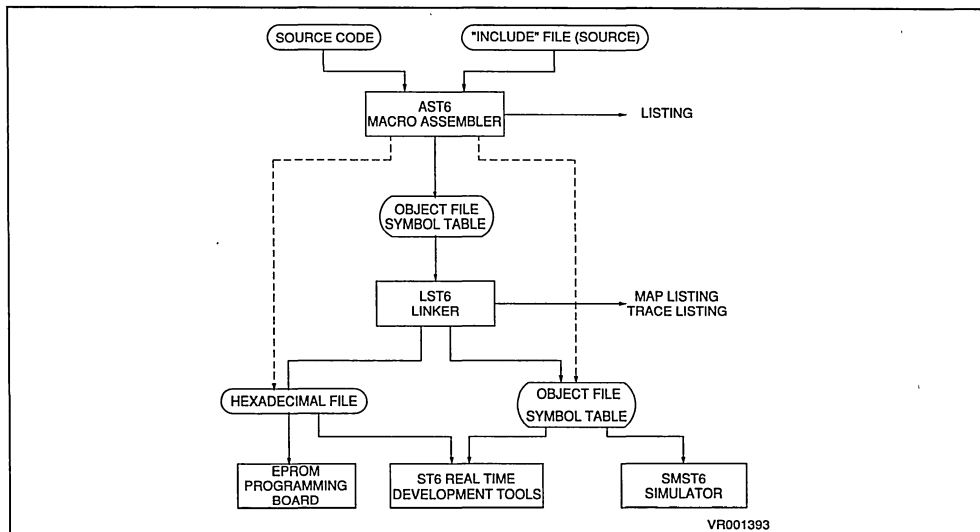 SOURCE CODE
"INCLUDE" FILE (SOURCE)
AST6
MACRO ASSEMBLER
LISTING
OBJECT FILE
SYMBOL TABLE
LST6
LINKER
MAP LISTING
TRACE LISTING
HEXADECIMAL FILE
OBJECT FILE
SYMBOL TABLE
EPROM
PROGRAMMING
BOARD
ST6 REAL TIME
DEVELOPMENT TOOLS
SMST6
SIMULATOR
VR001393